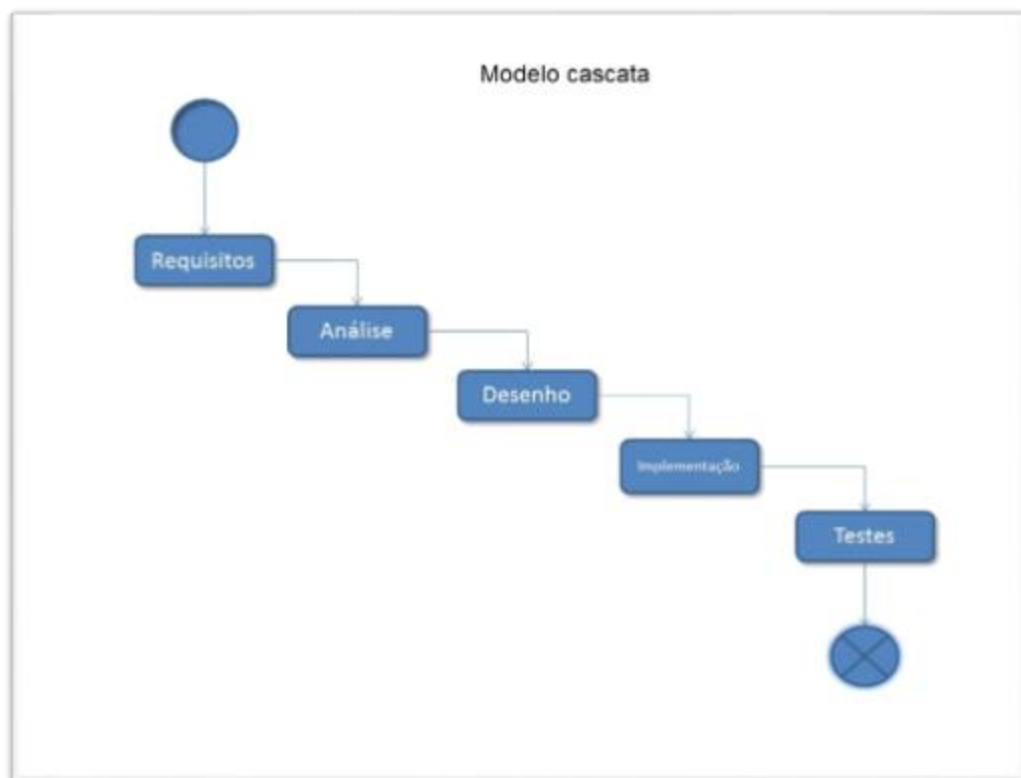 Modelo cascata
Requisitos
Análise
Desenho
Implementação
Testes